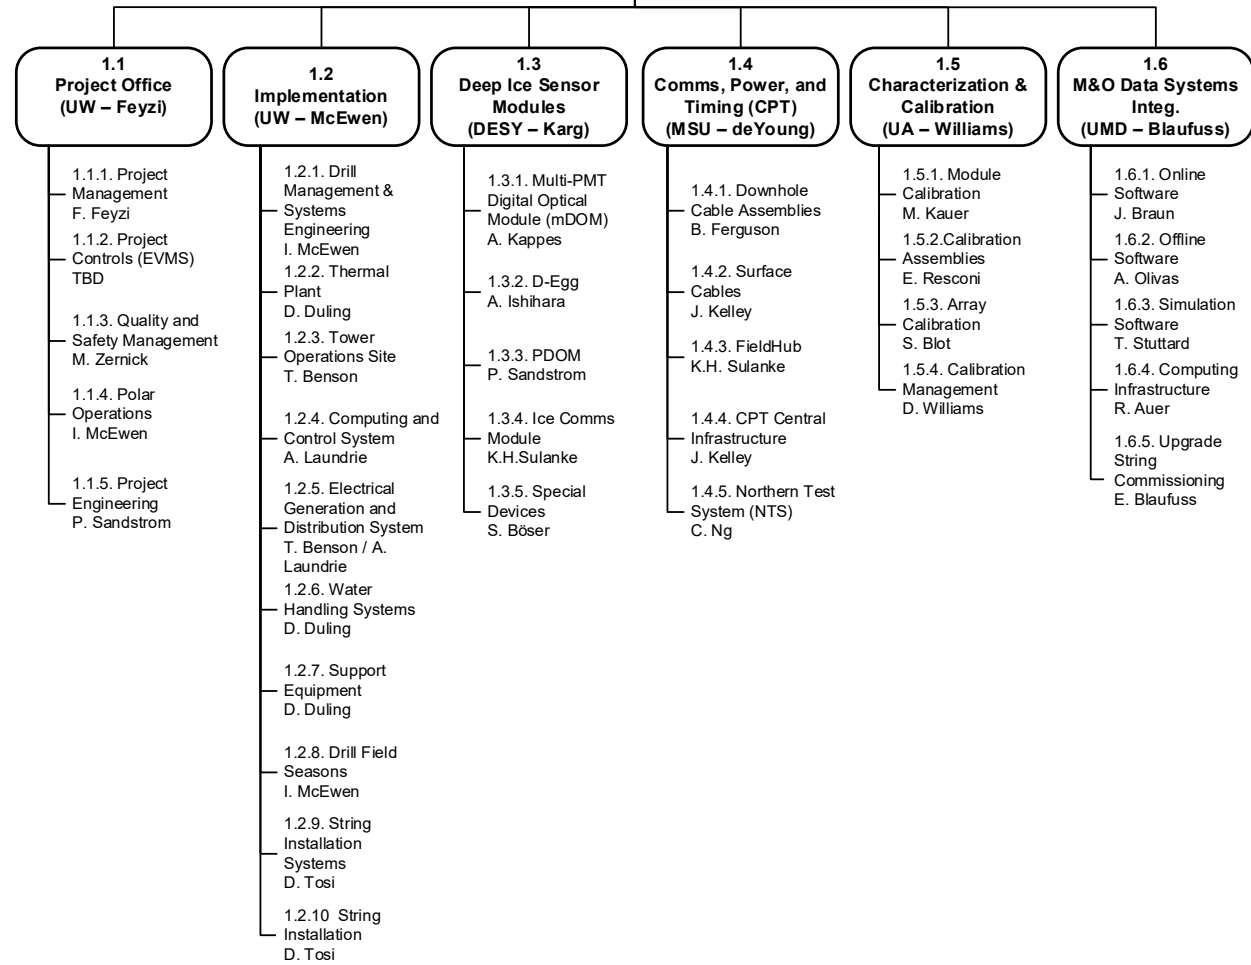 1.1
Project Office
(UW – Feyzi)
1.1.1. Project
Management
F. Feyzi
1.1.2. Project
Controls (EVMS)
TBD
1.1.3. Quality and
Safety Management
M. Zernick
1.1.4. Polar
Operations
I. McEwen
1.1.5. Project
Engineering
P. Sandstrom
1.2
Implementation
(UW – McEwen)
1.2.1. Drill
Management &
Systems
Engineering
I. McEwen
1.2.2. Thermal
Plant
D. Duling
1.2.3. Tower
Operations Site
T. Benson
1.2.4. Computing and
Control System
A. Laundrie
1.2.5. Electrical
Generation and
Distribution System
T. Benson / A.
Laundrie
1.2.6. Water
Handling Systems
D. Duling
1.2.7. Support
Equipment
D. Duling
1.2.8. Drill Field
Seasons
I. McEwen
1.2.9. String
Installation
Systems
D. Tosi
1.2.10  String
Installation
D. Tosi
1.3
Deep Ice Sensor
Modules
(DESY – Karg)
1.3.1. Multi-PMT
Digital Optical
Module (mDOM)
A. Kappes
1.3.2. D-Egg
A. Ishihara
1.3.3. PDOM
P. Sandstrom
1.3.4. Ice Comms
Module
K.H.Sulanke
1.3.5. Special
Devices
S. Böser
1.4
Comms, Power, and
Timing (CPT)
(MSU – deYoung)
1.4.1. Downhole
Cable Assemblies
B. Ferguson
1.4.2. Surface
Cables
J. Kelley
1.4.3. FieldHub
K.H. Sulanke
1.4.4. CPT Central
Infrastructure
J. Kelley
1.4.5. Northern Test
System (NTS)
C. Ng
1.5
Characterization &
Calibration
(UA – Williams)
1.5.1. Module
Calibration
M. Kauer
1.5.2.Calibration
Assemblies
E. Resconi
1.5.3. Array
Calibration
S. Blot
1.5.4. Calibration
Management
D. Williams
1.6
M&O Data Systems
Integ.
(UMD – Blaufuss)
1.6.1. Online
Software
J. Braun
1.6.2. Offline
Software
A. Olivas
1.6.3. Simulation
Software
T. Stuttard
1.6.4. Computing
Infrastructure
R. Auer
1.6.5. Upgrade
String
Commissioning
E. Blaufuss